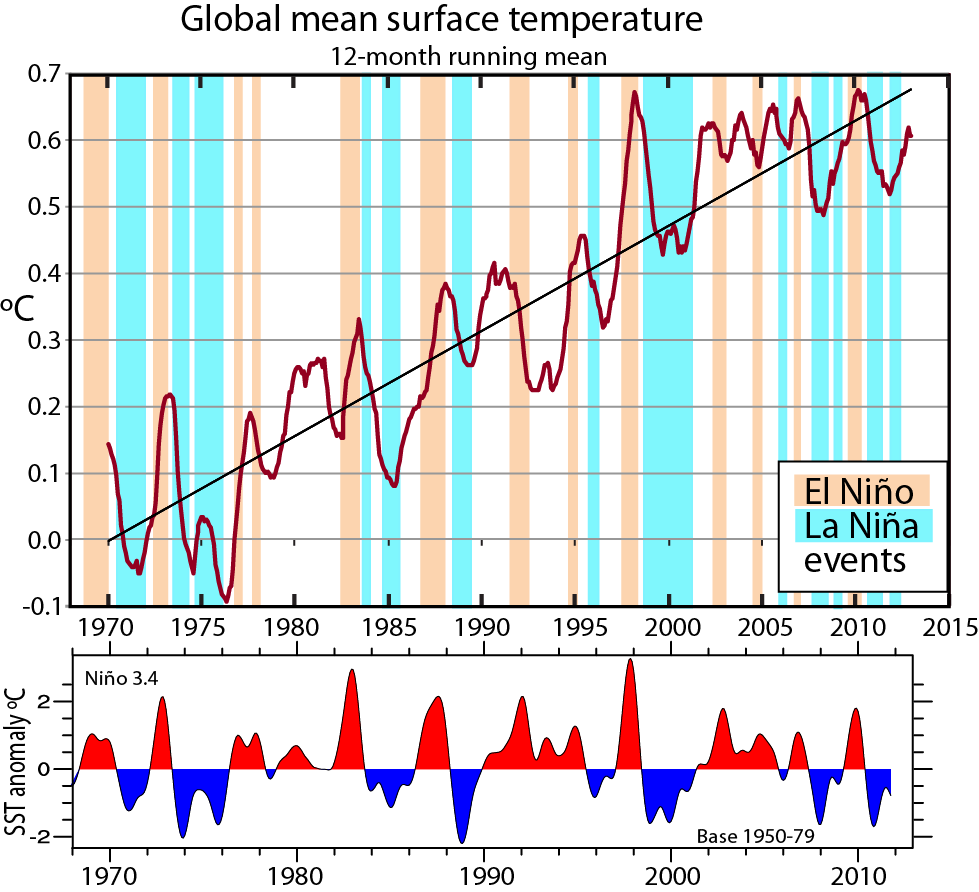 Global mean surface temperature
12-month running mean
0.7
0.6
0.5
0.4
0.3
0.2
0.1
0.0
-0.1
ºC
El Niño
La Niña
events
1970 1975 1980 1985 1990 1995 2000 2005 2010 2015
Niño 3.4
SST anomaly ºC
2
0
-2
Base 1950-79
1970 1980 1990 2000 2010